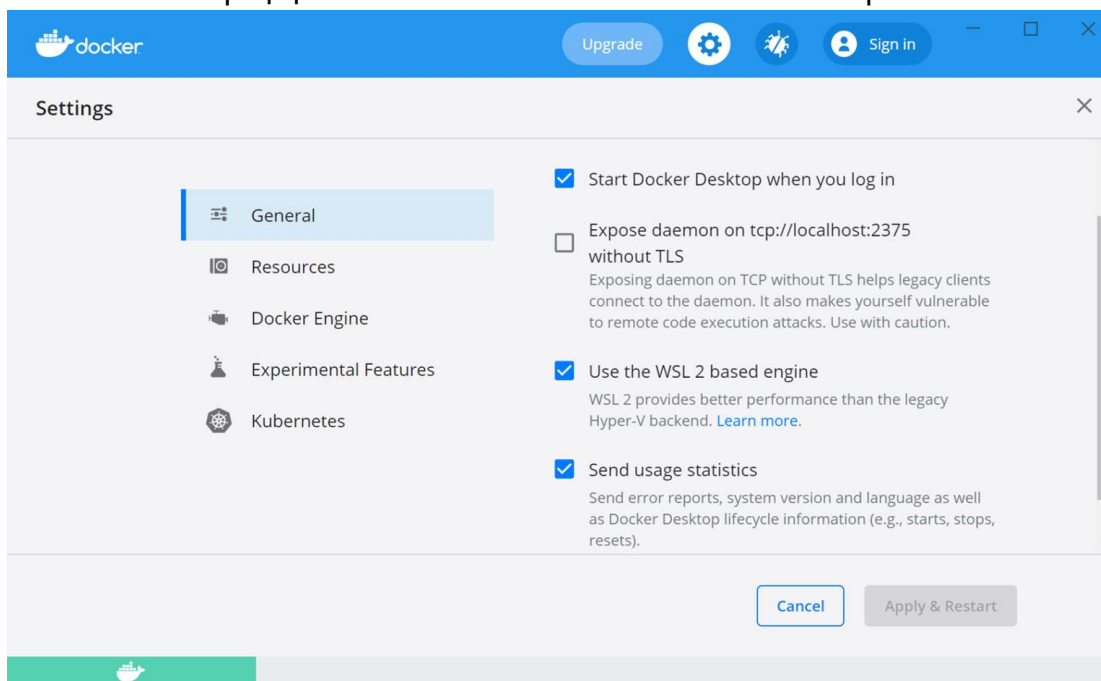 docker
Upgrade
Sign in
Settings
General
Resources
Docker Engine
Experimental Features
Kubernetes
Start Docker Desktop when you log in
Expose daemon on tcp://localhost:2375
without TLS
Exposing daemon on TCP without TLS helps legacy clients
connect to the daemon. It also makes yourself vulnerable
to remote code execution attacks. Use with caution.
Use the WSL 2 based engine
WSL 2 provides better performance than the legacy
Hyper-V backend. Learn more.
Send usage statistics
Send error reports, system version and language as well
as Docker Desktop lifecycle information (e.g., starts, stops,
resets).
Cancel
Apply & Restart